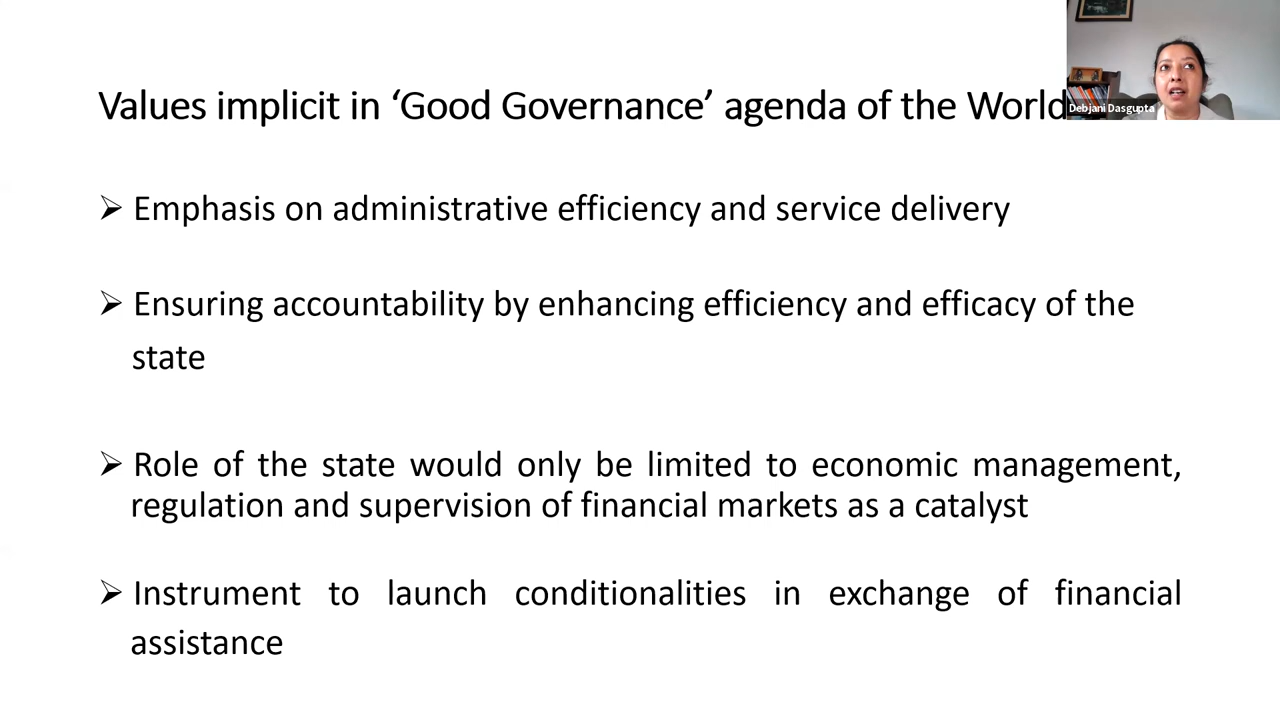 Values implicit in ‘Good Governance’ agenda of the World
Debjani Dasgupta
➢ Emphasis on administrative efficiency and service delivery
➢ Ensuring accountability by enhancing efficiency and efficacy of the
state
➢ Role of the state would only be limited to economic management,
regulation and supervision of financial markets as a catalyst
➢ Instrument to launch conditionalities in exchange of financial
assistance